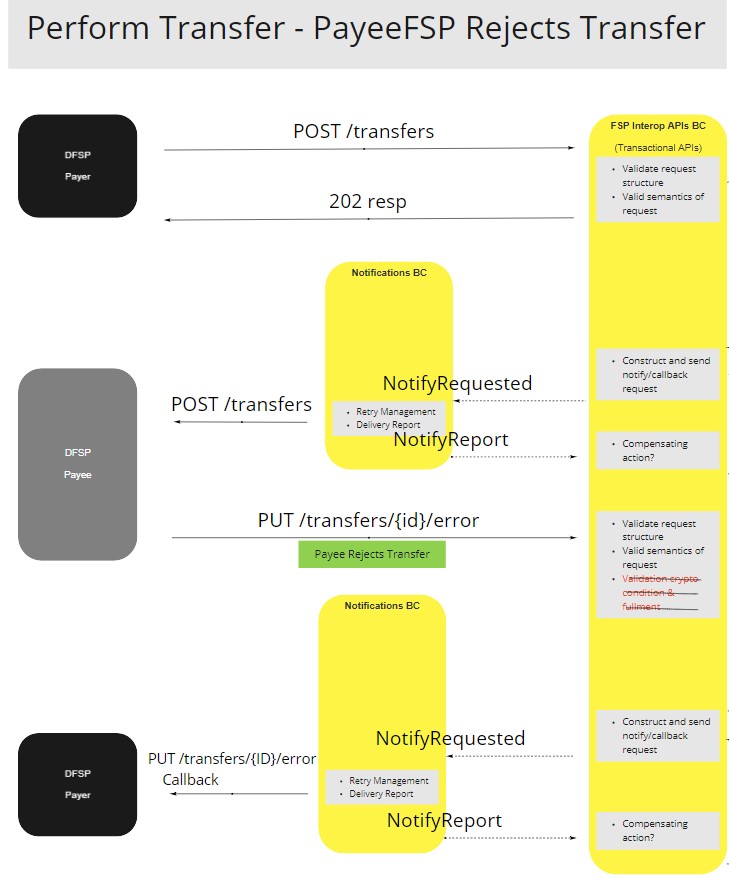 Perform Transfer - PayeeFSP Rejects Transfer
DFSP
Payer
POST /transfers
202 resp
FSP Interop APIs BC
(Transactional APIs)
• Validate request
structure
• Valid semantics of
request
Notifications BC
• Construct and send
notify/callback
request
NotifyRequested
POST /transfers
• Retry Management
• Delivery Report
NotifyReport
• Compensating
action?
DFSP
Payee
PUT /transfers/{id}/error
Payee Rejects Transfer
• Validate request
structure
• Valid semantics of
request
• Validation crypto
condition &
fullment
Notifications BC
• Construct and send
notify/callback
request
NotifyRequested
PUT /transfers/{ID}/error
Callback
• Retry Management
• Delivery Report
NotifyReport
• Compensating
action?
DFSP
Payer